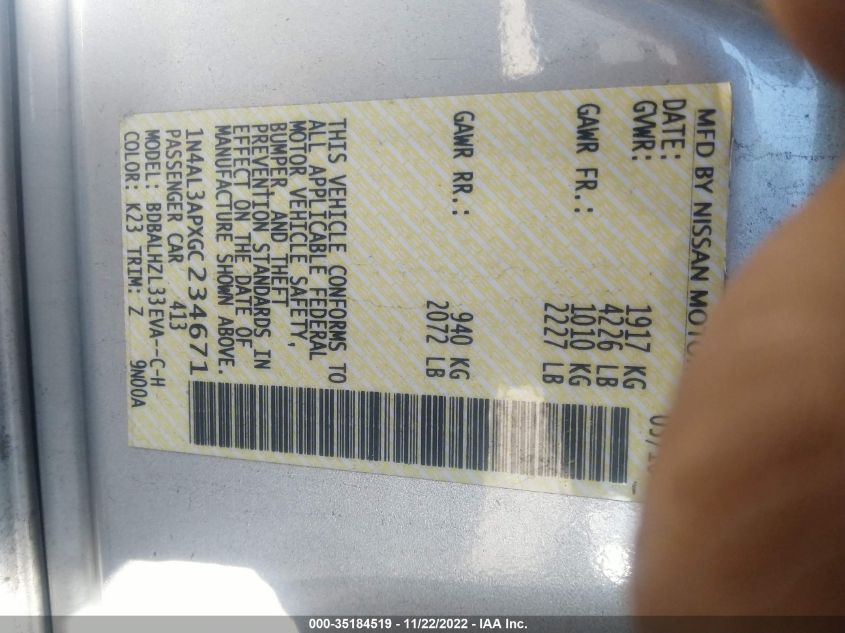 MFD BY NISSAN MOTO
DATE:
GVWR: 1917 KG
4226 LB
GAWR FR.: 1010 KG
2227 LB
GAWR RR.: 940 KG
2072 LB
THIS VEHICLE CONFORMS TO
ALL APPLICABLE FEDERAL
MOTOR VEHICLE SAFETY,
BUMPER, AND THEFT
PREVENTION STANDARDS IN
EFFECT ON THE DATE OF
MANUFACTURE SHOWN ABOVE.
1N4AL3APXGC234671
PASSENGER CAR 413
MODEL: BDBALHZL33EVA--C-H
COLOR: K23 TRIM: Z 9N00A
000-35184519 - 11/22/2022 - IAA Inc.